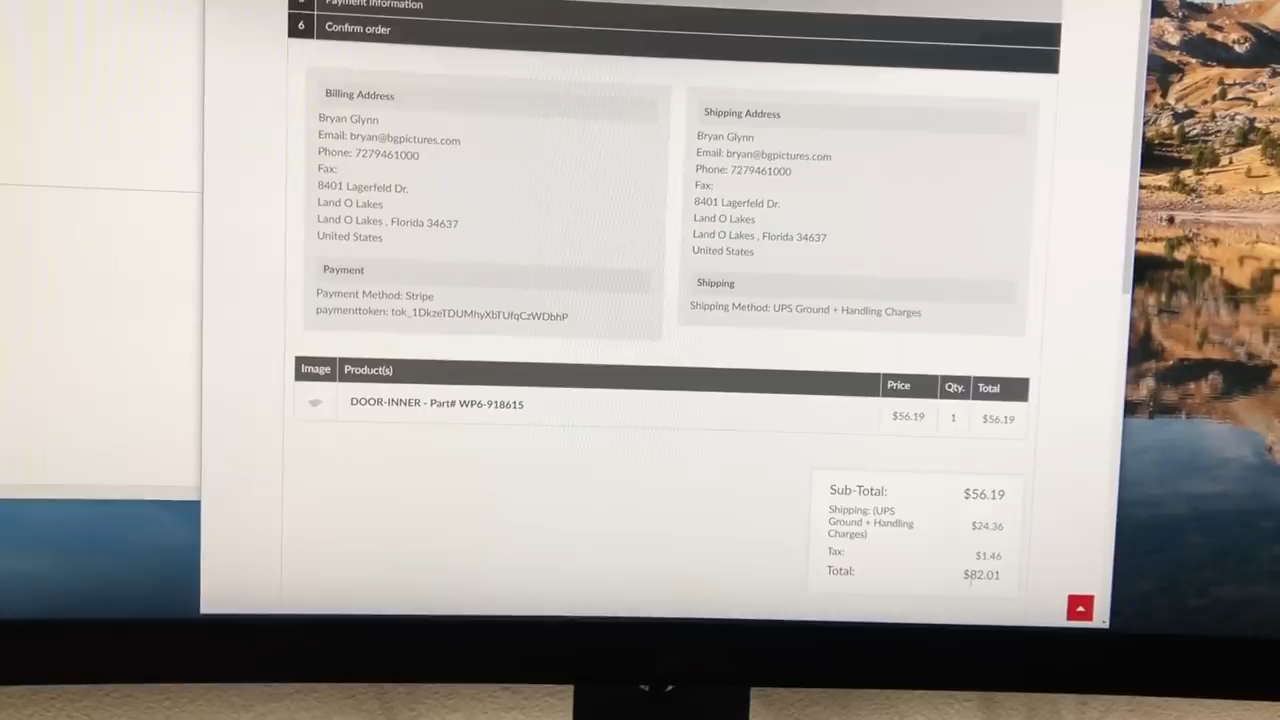 Payment Information
6 Confirm order
Billing Address
Bryan Glynn
Email: bryan@bgpictures.com
Phone: 7279461000
Fax:
8401 Lagerfeld Dr.
Land O Lakes
Land O Lakes , Florida 34637
United States
Payment
Payment Method: Stripe
paymenttoken: tok_1DkzeTDUMhyXbTUfqCzWDbhP
Shipping Address
Bryan Glynn
Email: bryan@bgpictures.com
Phone: 7279461000
Fax:
8401 Lagerfeld Dr.
Land O Lakes
Land O Lakes , Florida 34637
United States
Shipping
Shipping Method: UPS Ground + Handling Charges
Image Product(s) Price Qty. Total
DOOR-INNER - Part# WP6-918615 $56.19 1 $56.19
Sub-Total: $56.19
Shipping: (UPS
Ground + Handling $24.36
Charges)
Tax: $1.46
Total: $82.01